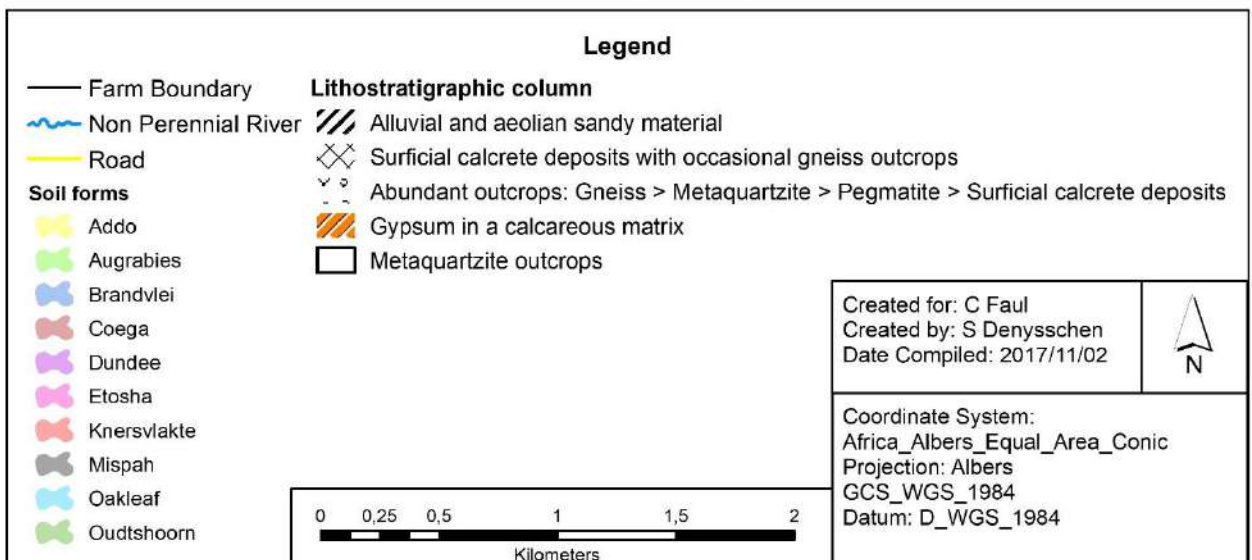 Legend
Farm Boundary
Non Perennial River
Road
Soil forms
Addo
Augrabies
Brandvlei
Coega
Dundee
Etosha
Knersvlakte
Mispah
Oakleaf
Oudtshoorn
Lithostratigraphic column
Alluvial and aeolian sandy material
Surficial calcrete deposits with occasional gneiss outcrops
Abundant outcrops: Gneiss > Metaquartzite > Pegmatite > Surficial calcrete deposits
Gypsum in a calcareous matrix
Metaquartzite outcrops
0 0,25 0,5 1 1,5 2
Kilometers
Created for: C Faul
Created by: S Denysschen
Date Compiled: 2017/11/02
N
Coordinate System:
Africa_Albers_Equal_Area_Conic
Projection: Albers
GCS_WGS_1984
Datum: D_WGS_1984